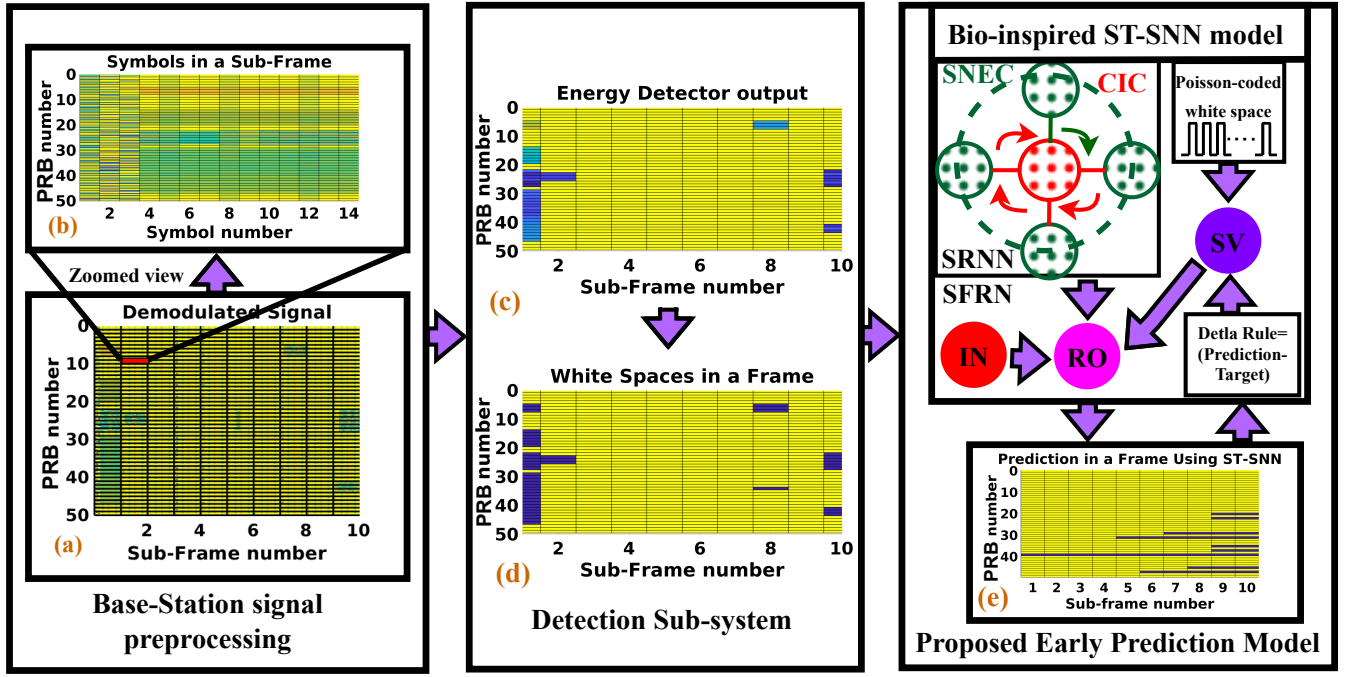 Symbols in a Sub-Frame
PRB number
0
10
20
30
40
50
2 4 6 8 10 12 14
Symbol number
(b)
Zoomed view
Demodulated Signal
PRB number
0
10
20
30
40
50
2 4 6 8 10
Sub-Frame number
(a)
Base-Station signal
preprocessing
Energy Detector output
PRB number
0
10
20
30
40
50
2 4 6 8 10
Sub-Frame number
(c)
White Spaces in a Frame
PRB number
0
10
20
30
40
50
2 4 6 8 10
Sub-Frame number
(d)
Detection Sub-system
Bio-inspired ST-SNN model
SNEC
CIC
SRNN
SFRN
Poisson-coded
white space
SV
IN
RO
Detla Rule=
(Prediction-
Target)
Prediction in a Frame Using ST-SNN
PRB number
0
20
40
1 2 3 4 5 6 7 8 9 10
Sub-frame number
(e)
Proposed Early Prediction Model